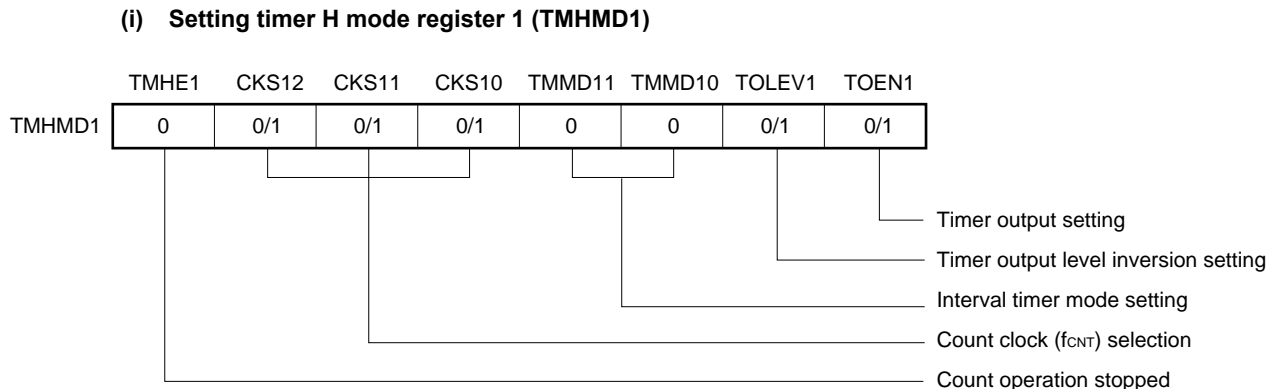 (i) Setting timer H mode register 1 (TMHMD1)
TMHE1 CKS12 CKS11 CKS10 TMMD11 TMMD10 TOLEV1 TOEN1
TMHMD1 0 0/1 0/1 0/1 0 0 0/1 0/1
Timer output setting
Timer output level inversion setting
Interval timer mode setting
Count clock (fCNT) selection
Count operation stopped